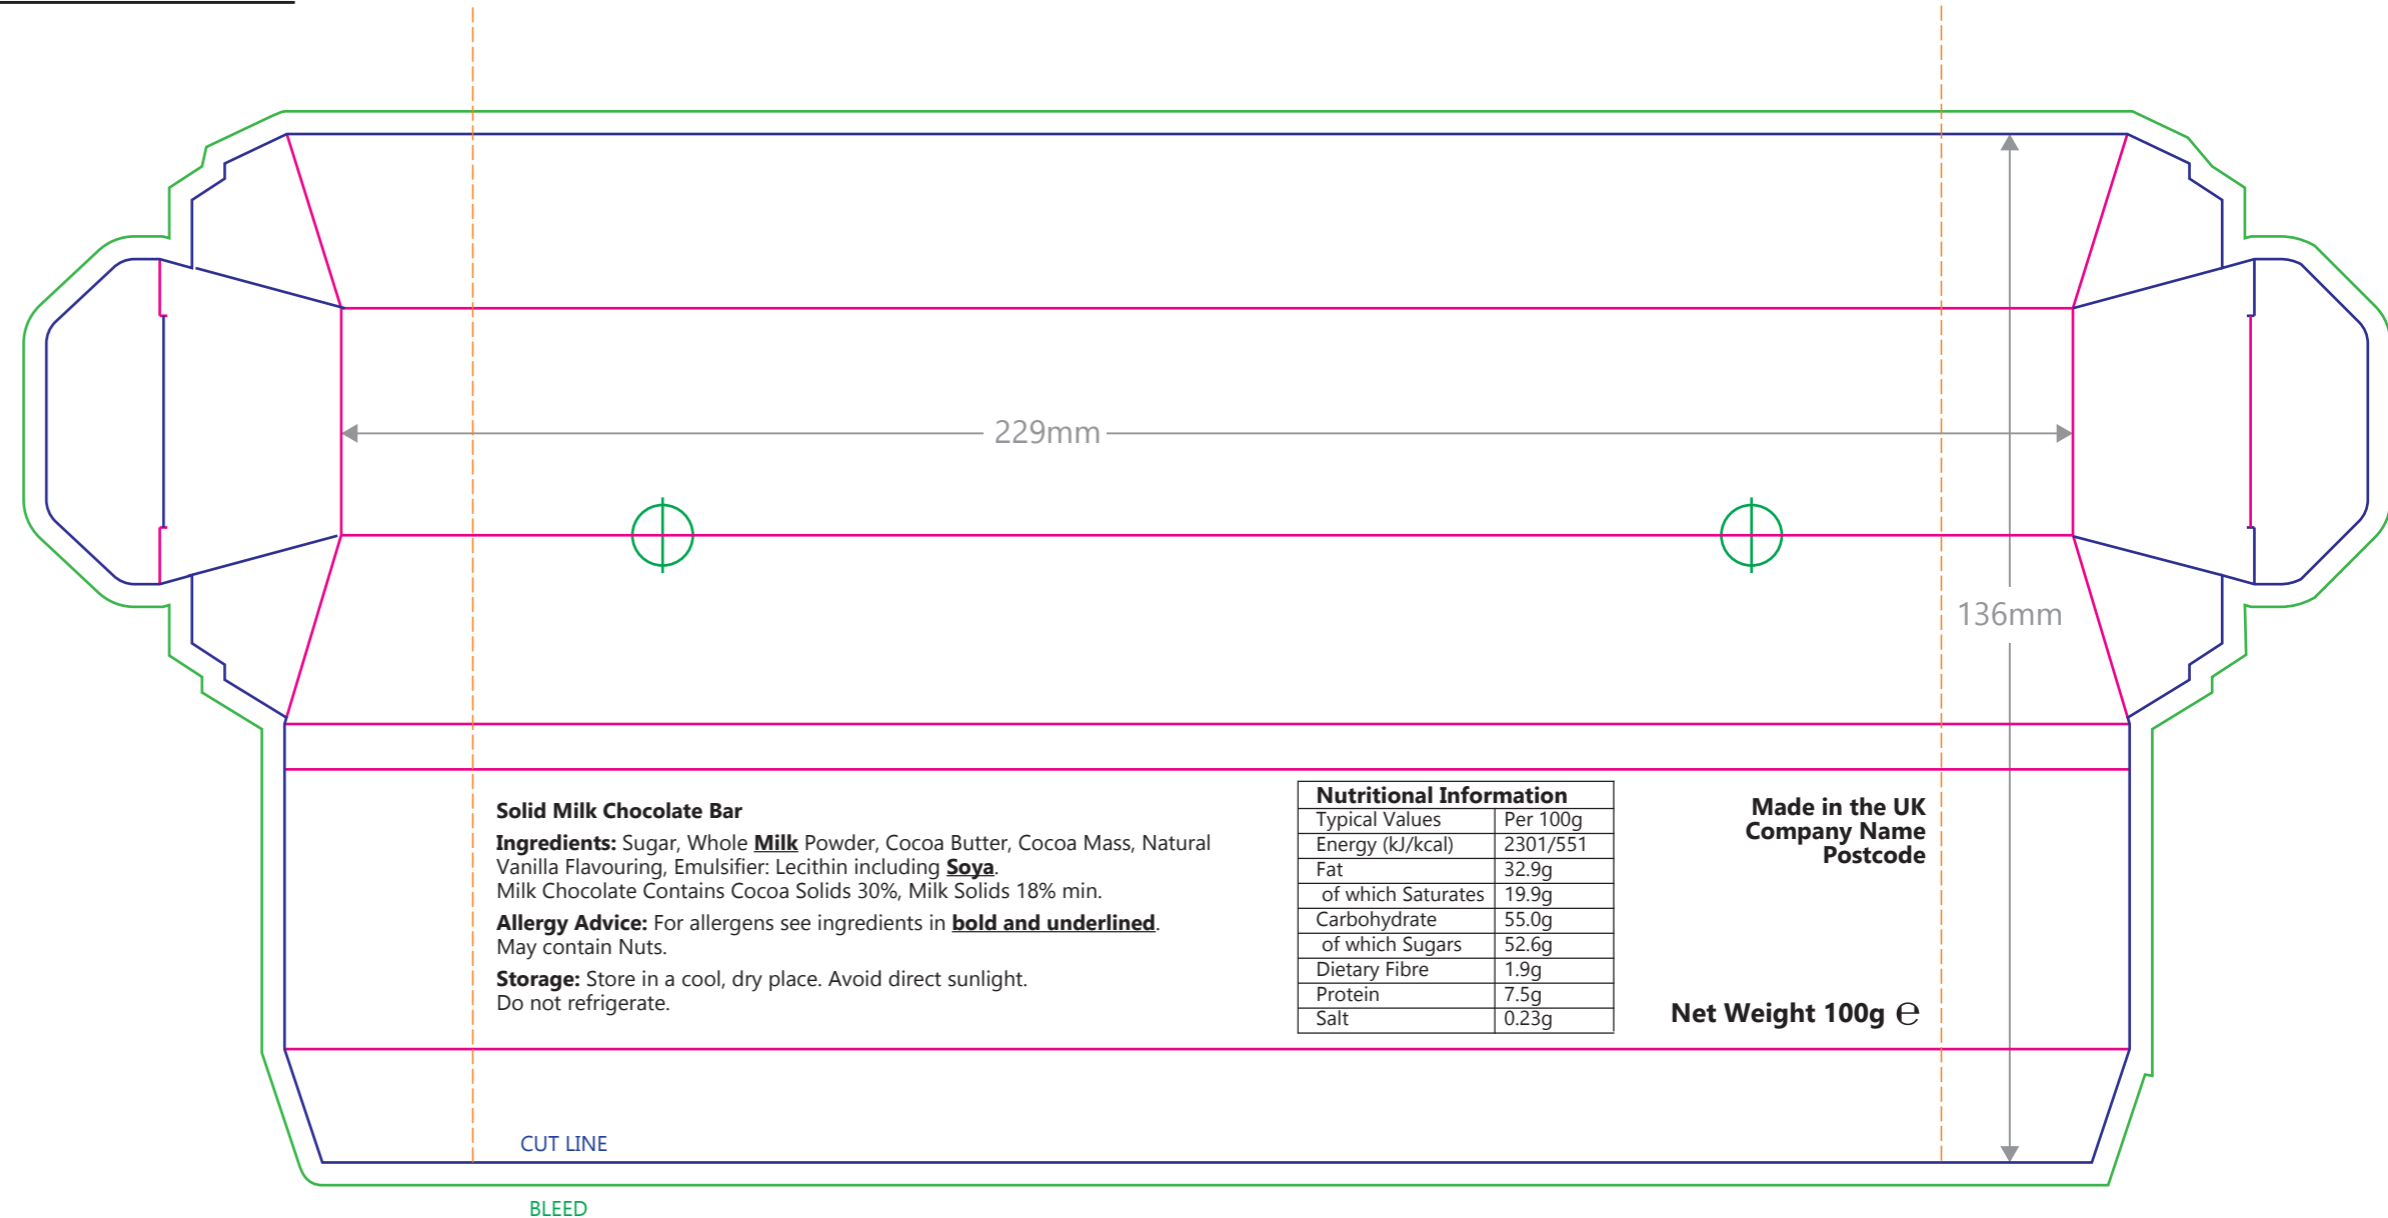 229mm
136mm
Solid Milk Chocolate Bar
Ingredients: Sugar, Whole Milk Powder, Cocoa Butter, Cocoa Mass, Natural
Vanilla Flavouring, Emulsifier: Lecithin including Soya.
Milk Chocolate Contains Cocoa Solids 30%, Milk Solids 18% min.
Allergy Advice: For allergens see ingredients in bold and underlined.
May contain Nuts.
Storage: Store in a cool, dry place. Avoid direct sunlight.
Do not refrigerate.
Nutritional Information
Typical Values Per 100g
Energy (kJ/kcal) 2301/551
Fat 32.9g
of which Saturates 19.9g
Carbohydrate 55.0g
of which Sugars 52.6g
Dietary Fibre 1.9g
Protein 7.5g
Salt 0.23g
Made in the UK
Company Name
Postcode
Net Weight 100g ℮
CUT LINE
BLEED